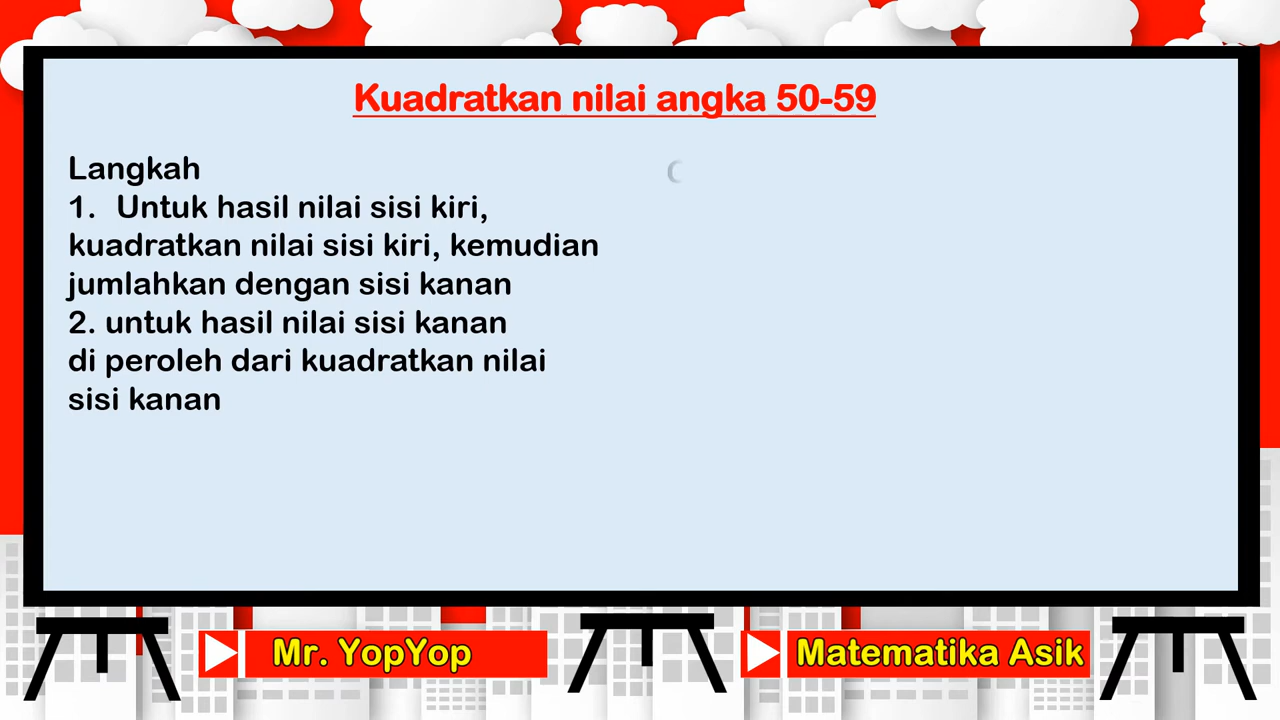 Kuadratkan nilai angka 50-59
Langkah
1. Untuk hasil nilai sisi kiri,
kuadratkan nilai sisi kiri, kemudian
jumlahkan dengan sisi kanan
2. untuk hasil nilai sisi kanan
di peroleh dari kuadratkan nilai
sisi kanan
Mr. YopYop
Matematika Asik